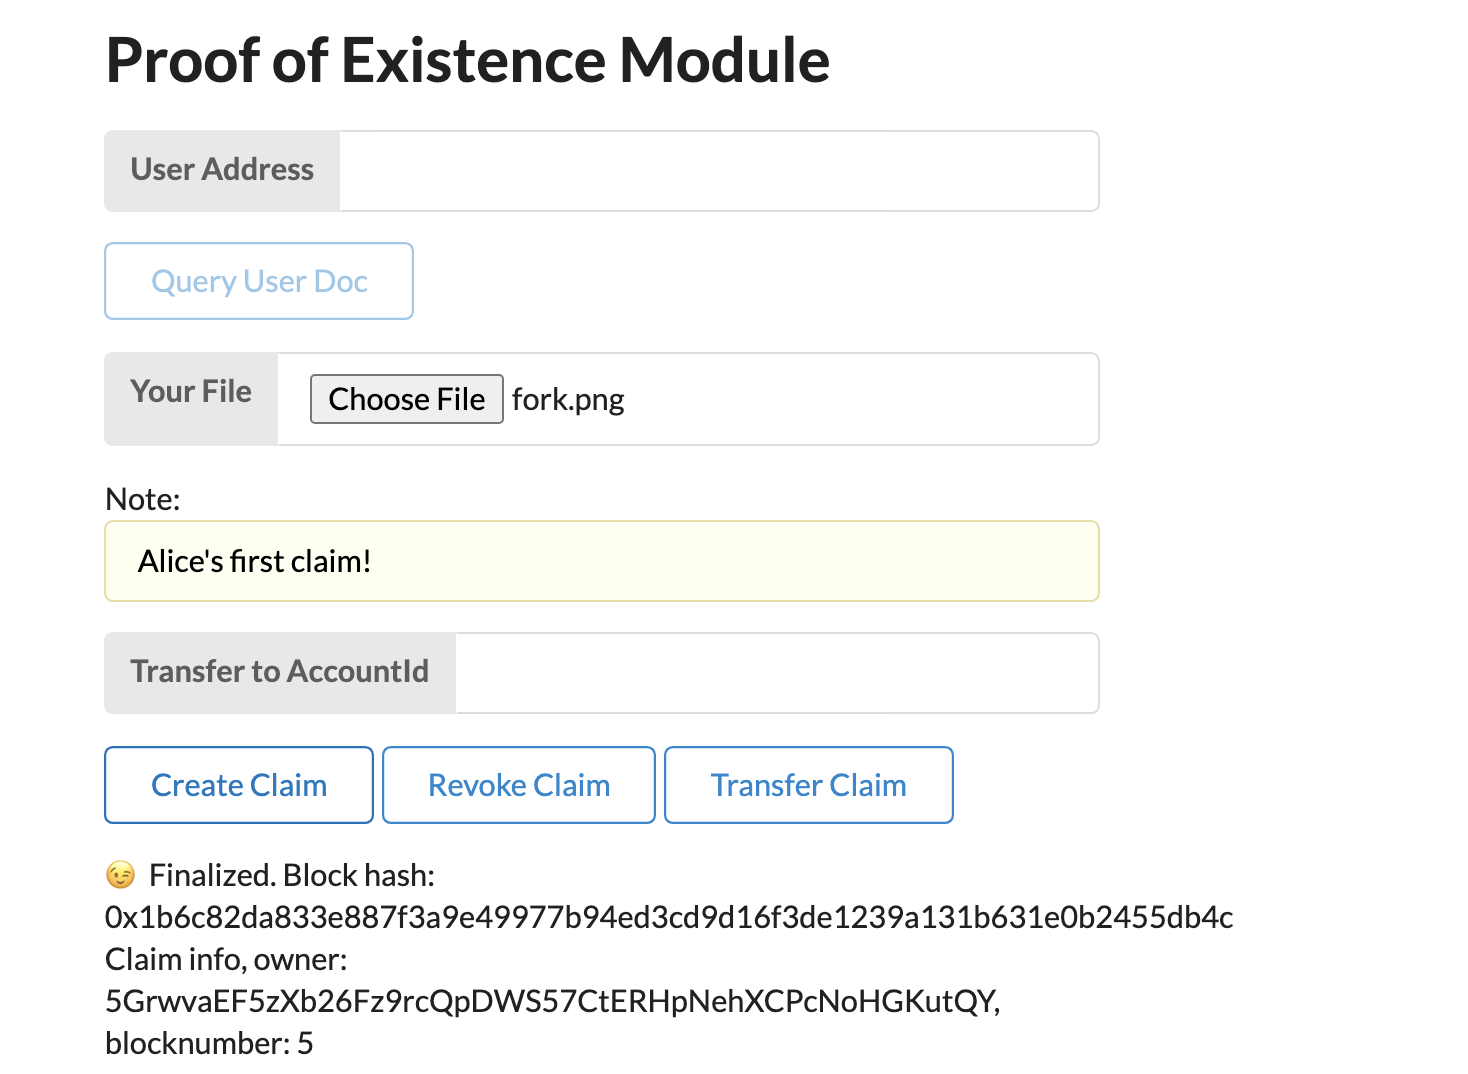 Proof of Existence Module
User Address
Query User Doc
Your File Choose File fork.png
Note:
Alice's first claim!
Transfer to AccountId
Create Claim Revoke Claim Transfer Claim
😉 Finalized. Block hash:
0x1b6c82da833e887f3a9e49977b94ed3cd9d16f3de1239a131b631e0b2455db4c
Claim info, owner:
5GrwvaEF5zXb26Fz9rcQpDWS57CtERHpNehXCPcNoHGKutQY,
blocknumber: 5